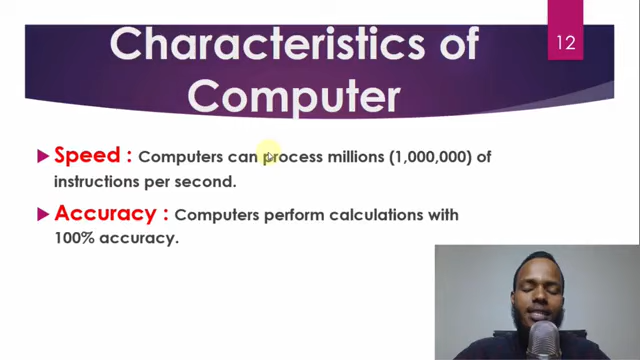 Characteristics of
Computer
12
Speed : Computers can process millions (1,000,000) of
instructions per second.
Accuracy : Computers perform calculations with
100% accuracy.